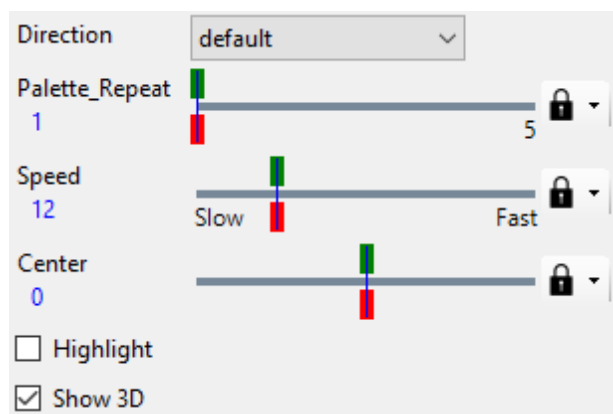 Direction
default
Palette_Repeat
1
5
Speed
12
Slow
Fast
Center
0
Highlight
Show 3D